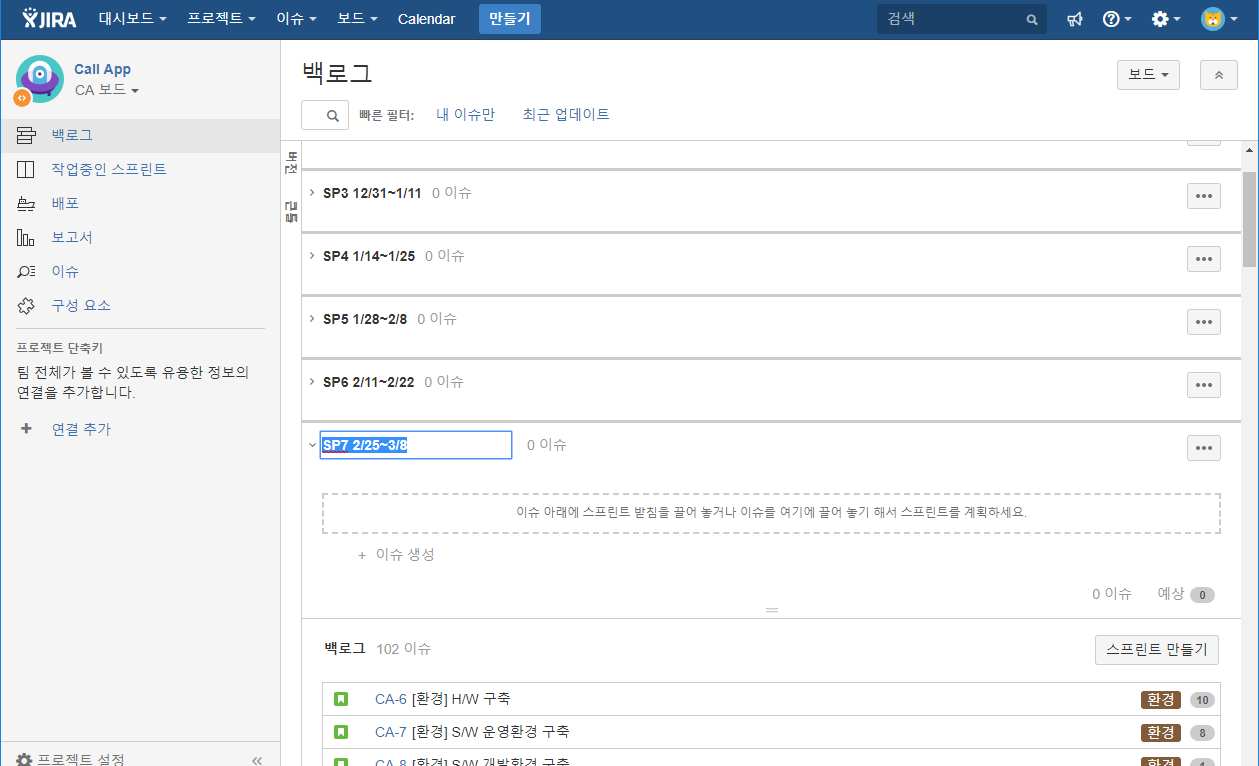 JIRA 대시보드 프로젝트 이슈 보드 Calendar 만들기 검색
Call App
CA 보드
백로그
작업중인 스프린트
배포
보고서
이슈
구성 요소
프로젝트 단축키
팀 전체가 볼 수 있도록 유용한 정보의
연결을 추가합니다.
+ 연결 추가
프로젝트 설정 «
백로그
보드
빠른 필터: 내 이슈만 최근 업데이트
버전
SP3 12/31~1/11 0 이슈 •••
SP4 1/14~1/25 0 이슈 •••
SP5 1/28~2/8 0 이슈 •••
SP6 2/11~2/22 0 이슈 •••
SP7 2/25~3/8 0 이슈 •••
이슈 아래에 스프린트 받침을 끌어 놓거나 이슈를 여기에 끌어 놓기 해서 스프린트를 계획하세요.
+ 이슈 생성
0 이슈 예상 0
백로그 102 이슈 스프린트 만들기
CA-6 [환경] H/W 구축 환경 10
CA-7 [환경] S/W 운영환경 구축 환경 8
CA-8 [환경] S/W 개발환경 구축 환경